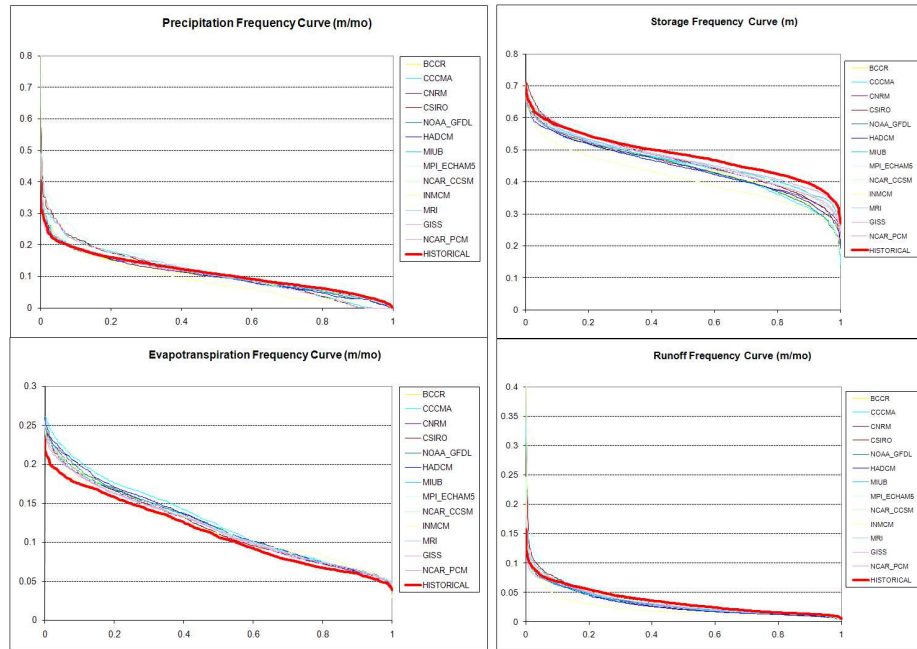 Precipitation Frequency Curve (m/mo)
0.8
0.7
0.6
0.5
0.4
0.3
0.2
0.1
0
0
0.2
0.4
0.6
0.8
1
BCCR
CCCMA
CNRM
CSIRO
NOAA_GFDL
HADCM
MIUB
MPI_ECHAM5
NCAR_CCSM
INMCM
MRI
GISS
NCAR_PCM
HISTORICAL
Storage Frequency Curve (m)
0.8
0.7
0.6
0.5
0.4
0.3
0.2
0.1
0
0
0.2
0.4
0.6
0.8
1
BCCR
CCCMA
CNRM
CSIRO
NOAA_GFDL
HADCM
MIUB
MPI_ECHAM5
NCAR_CCSM
INMCM
MRI
GISS
NCAR_PCM
HISTORICAL
Evapotranspiration Frequency Curve (m/mo)
0.3
0.25
0.2
0.15
0.1
0.05
0
0
0.2
0.4
0.6
0.8
1
BCCR
CCCMA
CNRM
CSIRO
NOAA_GFDL
HADCM
MIUB
MPI_ECHAM5
NCAR_CCSM
INMCM
MRI
GISS
NCAR_PCM
HISTORICAL
Runoff Frequency Curve (m/mo)
0.4
0.35
0.3
0.25
0.2
0.15
0.1
0.05
0
0
0.2
0.4
0.6
0.8
1
BCCR
CCCMA
CNRM
CSIRO
NOAA_GFDL
HADCM
MIUB
MPI_ECHAM5
NCAR_CCSM
INMCM
MRI
GISS
NCAR_PCM
HISTORICAL